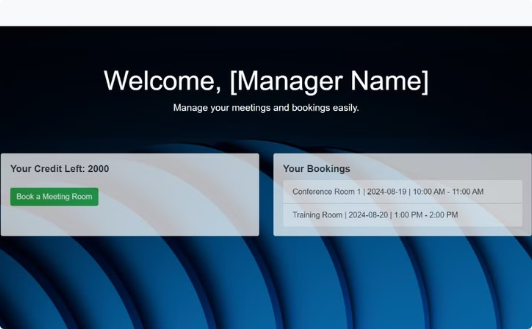 Welcome, [Manager Name]
Manage your meetings and bookings easily.
Your Credit Left: 2000
Book a Meeting Room
Your Bookings
Conference Room 1 | 2024-08-19 | 10:00 AM - 11:00 AM
Training Room | 2024-08-20 | 1:00 PM - 2:00 PM